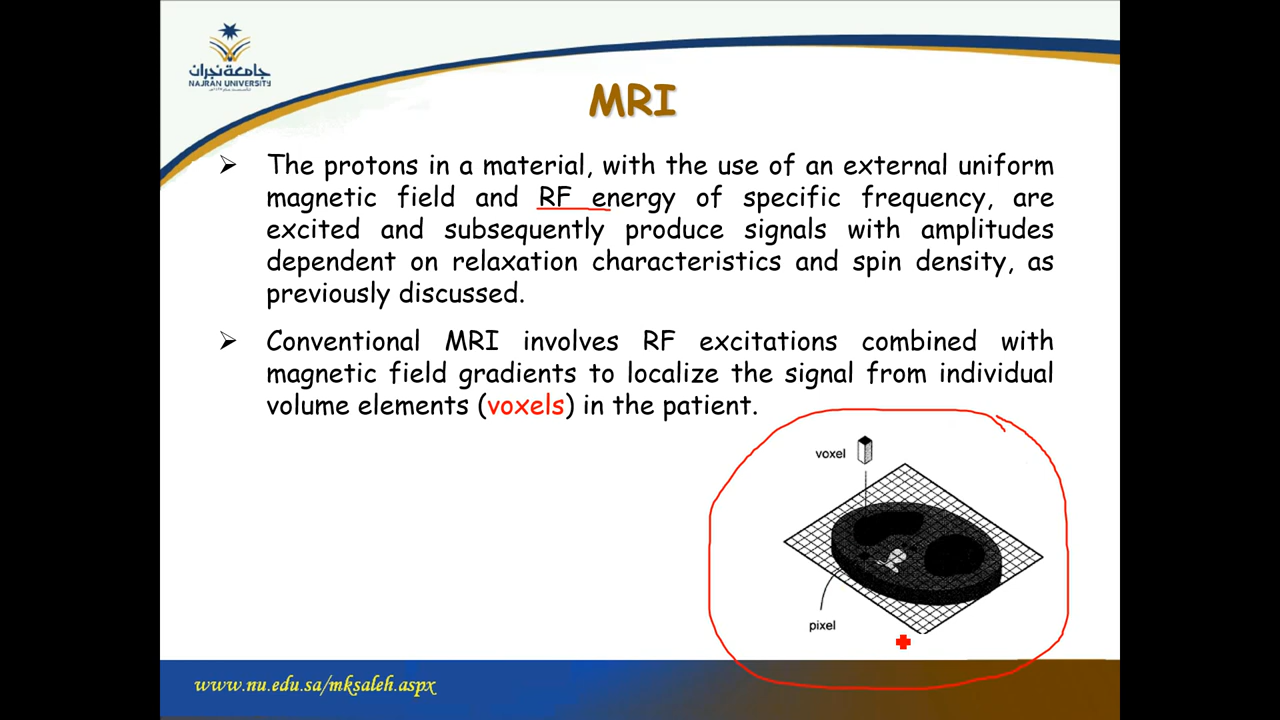 جامعة نجران
NAJRAN UNIVERSITY
MRI
➢ The protons in a material, with the use of an external uniform
magnetic field and RF energy of specific frequency, are
excited and subsequently produce signals with amplitudes
dependent on relaxation characteristics and spin density, as
previously discussed.
➢ Conventional MRI involves RF excitations combined with
magnetic field gradients to localize the signal from individual
volume elements (voxels) in the patient.
voxel
pixel
www.nu.edu.sa/mksaleh.aspx